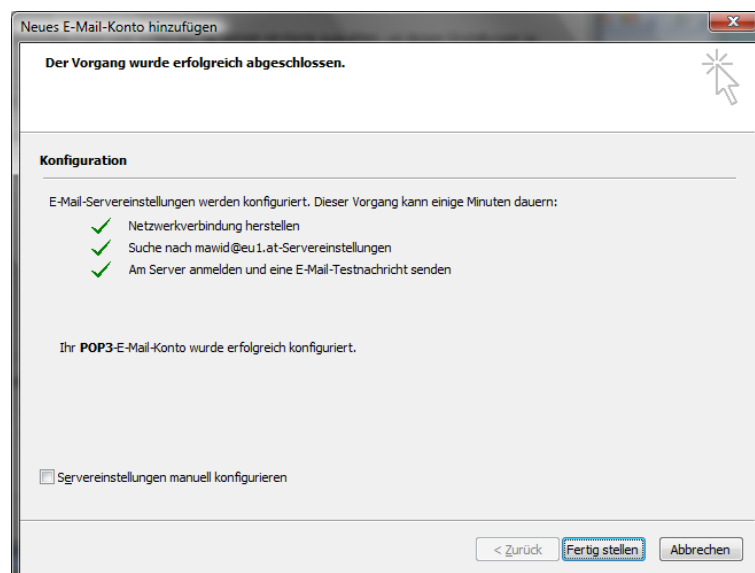 Neues E-Mail-Konto hinzufügen
Der Vorgang wurde erfolgreich abgeschlossen.
Konfiguration
E-Mail-Servereinstellungen werden konfiguriert. Dieser Vorgang kann einige Minuten dauern:
Netzwerkverbindung herstellen
Suche nach mawid@eu1.at-Servereinstellungen
Am Server anmelden und eine E-Mail-Testnachricht senden
Ihr POP3-E-Mail-Konto wurde erfolgreich konfiguriert.
Servereinstellungen manuell konfigurieren
< Zurück Fertig stellen Abbrechen